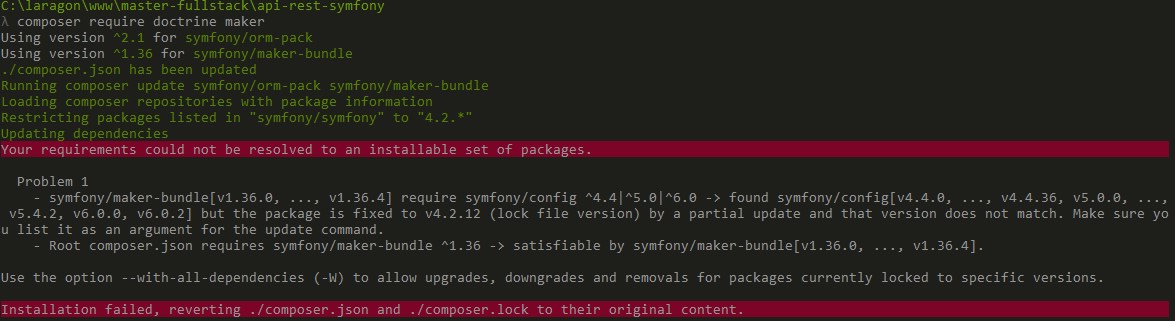 C:\laragon\www\master-fullstack\api-rest-symfony
λ composer require doctrine maker
Using version ^2.1 for symfony/orm-pack
Using version ^1.36 for symfony/maker-bundle
./composer.json has been updated
Running composer update symfony/orm-pack symfony/maker-bundle
Loading composer repositories with package information
Restricting packages listed in "symfony/symfony" to "4.2.*"
Updating dependencies
Your requirements could not be resolved to an installable set of packages.
Problem 1
- symfony/maker-bundle[v1.36.0, ..., v1.36.4] require symfony/config ^4.4|^5.0|^6.0 -> found symfony/config[v4.4.0, ..., v4.4.36, v5.0.0, ...,
v5.4.2, v6.0.0, v6.0.2] but the package is fixed to v4.2.12 (lock file version) by a partial update and that version does not match. Make sure yo
u list it as an argument for the update command.
- Root composer.json requires symfony/maker-bundle ^1.36 -> satisfiable by symfony/maker-bundle[v1.36.0, ..., v1.36.4].
Use the option --with-all-dependencies (-W) to allow upgrades, downgrades and removals for packages currently locked to specific versions.
Installation failed, reverting ./composer.json and ./composer.lock to their original content.